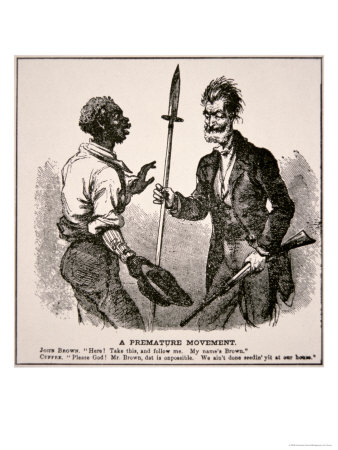 A PREMATURE MOVEMENT.
JOHN BROWN. "Here! Take this, and follow me. My name's Brown."
CUFFEE. "Please God! Mr. Brown, dat is onpossible. We ain't done seedin' yit at our house."